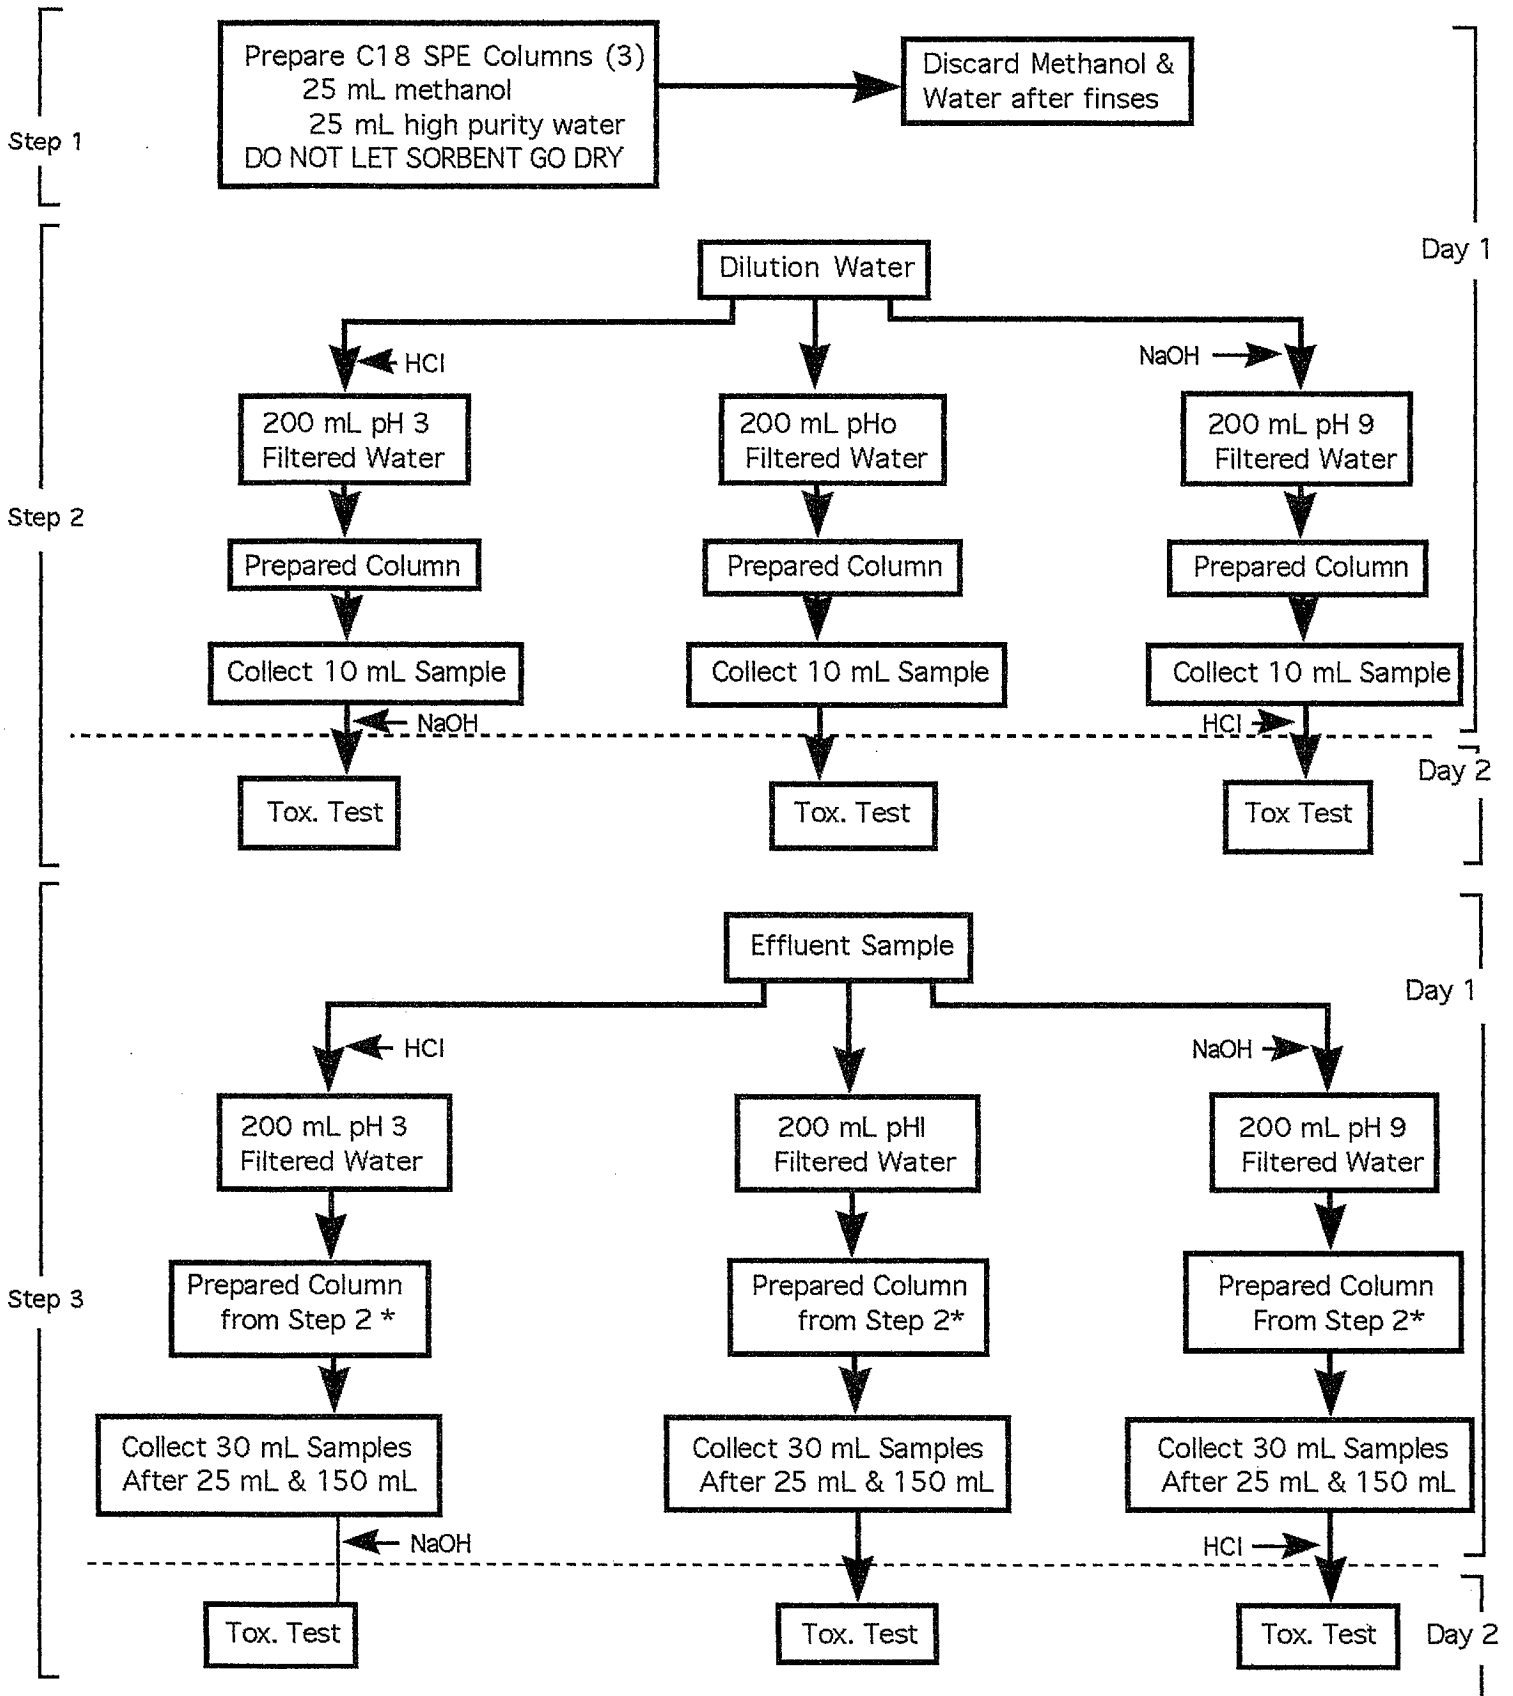 Prepare C18 SPE Columns (3)
25 mL methanol
25 mL high purity water
DO NOT LET SORBENT GO DRY
Discard Methanol &
Water after finses
Step 1
Day 1
Dilution Water
HCl
NaOH
200 mL pH 3
Filtered Water
200 mL pHo
Filtered Water
200 mL pH 9
Filtered Water
Step 2
Prepared Column
Prepared Column
Prepared Column
Collect 10 mL Sample
Collect 10 mL Sample
Collect 10 mL Sample
NaOH
HCl
Day 2
Tox. Test
Tox. Test
Tox Test
Effluent Sample
Day 1
HCl
NaOH
200 mL pH 3
Filtered Water
200 mL pHI
Filtered Water
200 mL pH 9
Filtered Water
Step 3
Prepared Column
from Step 2 *
Prepared Column
from Step 2*
Prepared Column
From Step 2*
Collect 30 mL Samples
After 25 mL & 150 mL
Collect 30 mL Samples
After 25 mL & 150 mL
Collect 30 mL Samples
After 25 mL & 150 mL
NaOH
HCl
Tox. Test
Tox. Test
Tox. Test
Day 2